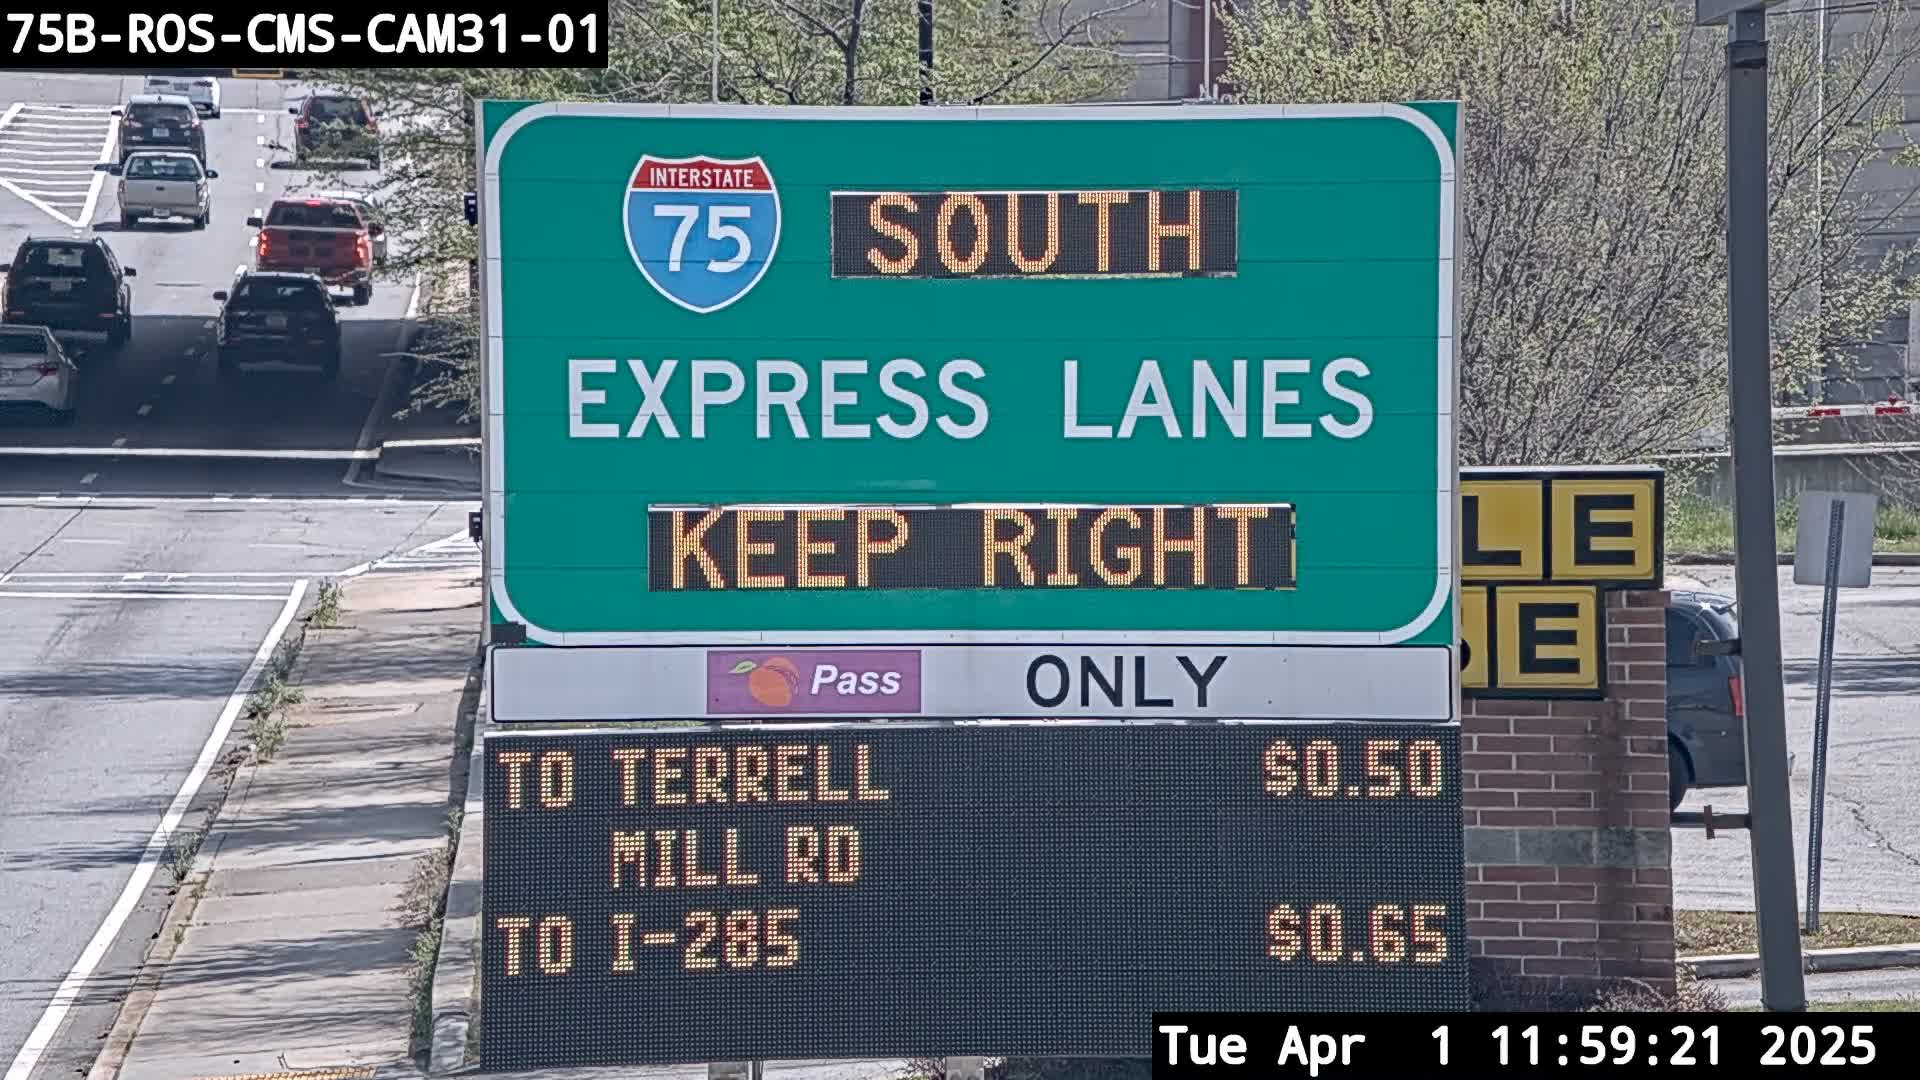 75B-ROS-CMS-CAM31-01
INTERSTATE
75
SOUTH
EXPRESS LANES
KEEP RIGHT
Pass ONLY
TO TERRELL $0.50
MILL RD
TO I-285 $0.65
LE
E
Tue Apr 1 11:59:21 2025